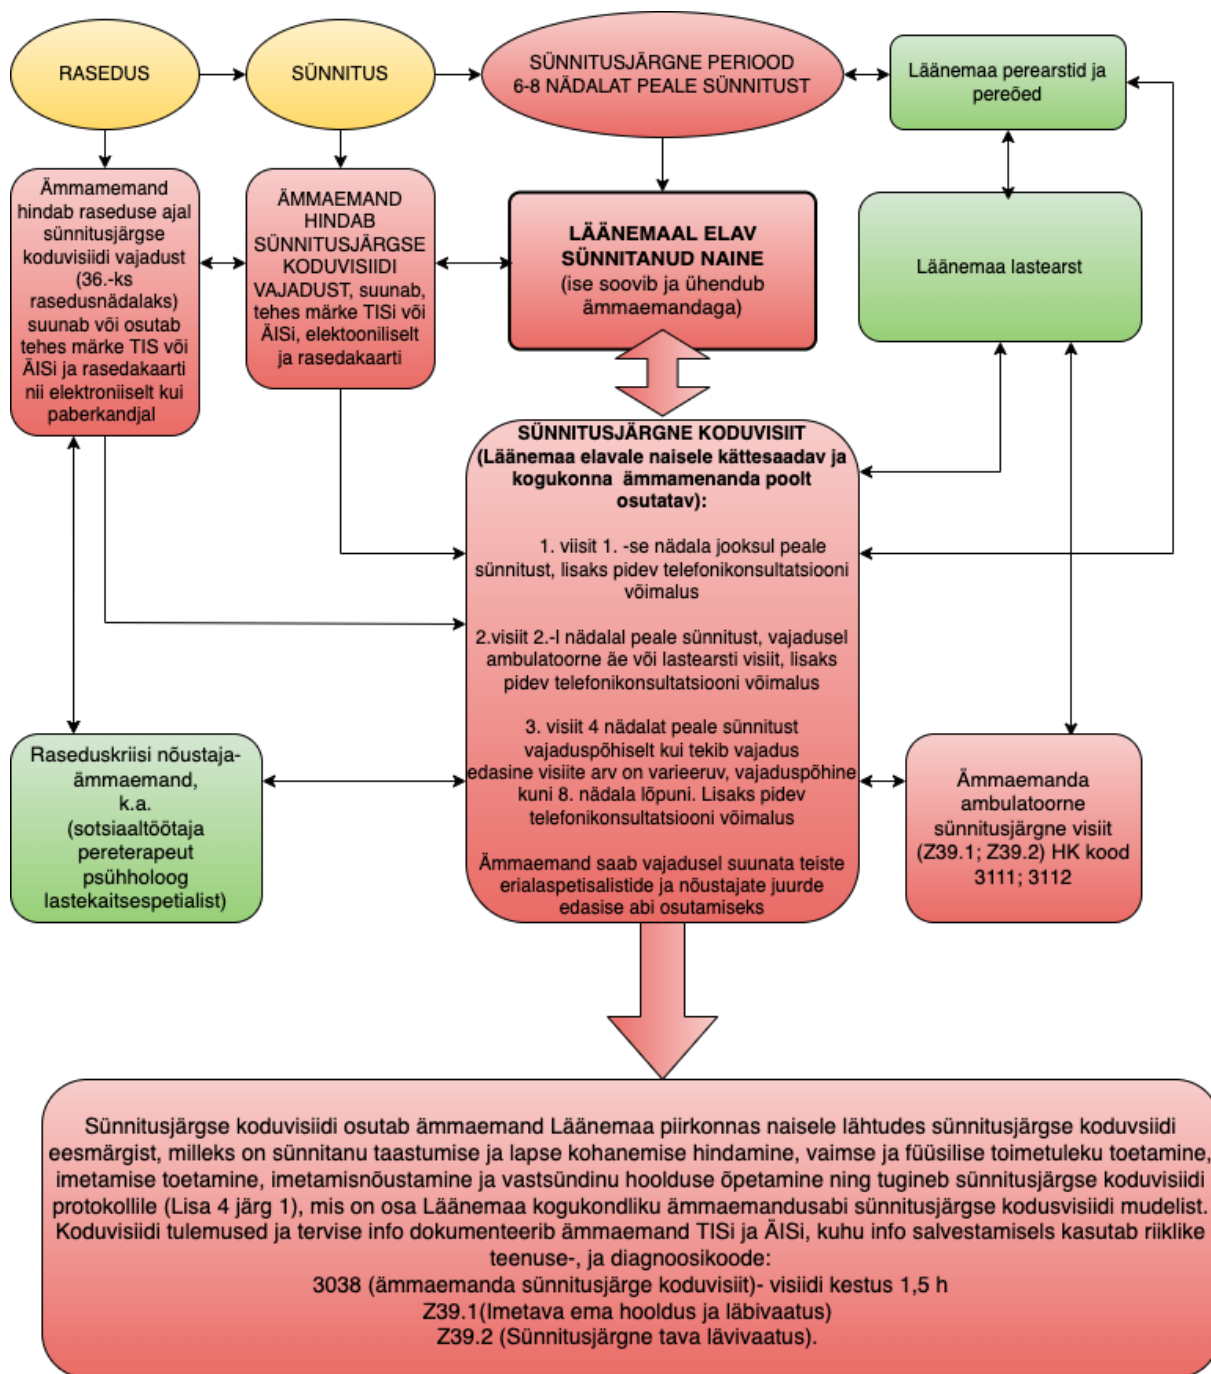 RASEDUS
SÜNNITUS
SÜNNITUSJÄRGNE PERIOOD
6-8 NÄDALAT PEALE SÜNNITUST
Läänemaa perearstid ja
pereõed
Ämmamemand
hindab raseduse ajal
sünnitusjärgse
koduvisiidi vajadust
(36.-ks
rasedusnädalaks)
suunab või osutab
tehes märke TIS või
ÄISi ja rasedakaarti
nii elektroniiselt kui
paberkandjal
ÄMMAEMAND
HINDAB
SÜNNITUSJÄRGSE
KODUVISIIDI
VAJADUST, suunab,
tehes märke TISi või
ÄISi, elektooniliselt
ja rasedakaarti
LÄÄNEMAAL ELAV
SÜNNITANUD NAINE
(ise soovib ja ühendub
ämmaemandaga)
Läänemaa lastearst
SÜNNITUSJÄRGNE KODUVISIIT
(Läänemaa elavale naisele kättesaadav ja
kogukonna ämmamenanda poolt
osutatav):
1. viisit 1. -se nädala jooksul peale
sünnitust, lisaks pidev telefonikonsultatsiooni
võimalus
2.visiit 2.-l nädalal peale sünnitust, vajadusel
ambulatoorne äe või lastearsti visiit, lisaks
pidev telefonikonsultatsiooni võimalus
3. visiit 4 nädalat peale sünnitust
vajaduspõhiselt kui tekib vajadus
edasine visiite arv on varieeruv, vajaduspõhine
kuni 8. nädala lõpuni. Lisaks pidev
telefonikonsultatsiooni võimalus
Ämmaemand saab vajadusel suunata teiste
erialaspetisalistide ja nõustajate juurde
edasise abi osutamiseks
Raseduskriisi nõustaja-
ämmaemand,
k.a.
(sotsiaaltöötaja
pereterapeut
psühholoog
lastekaitsespetialist)
Ämmaemanda
ambulatoorne
sünnitusjärgne visiit
(Z39.1; Z39.2) HK kood
3111; 3112
Sünnitusjärgse koduvisiidi osutab ämmaemand Läänemaa piirkonnas naisele lähtudes sünnitusjärgse koduvsiidi
eesmärgist, milleks on sünnitanu taastumise ja lapse kohanemise hindamine, vaimse ja füüsilise toimetuleku toetamine,
imetamise toetamine, imetamisnõustamine ja vastsündinu hoolduse õpetamine ning tugineb sünnitusjärgse koduvisiidi
protokollile (Lisa 4 järg 1), mis on osa Läänemaa kogukondliku ämmaemandusabi sünnitusjärgse kodusvisiidi mudelist.
Koduvisiidi tulemused ja tervise info dokumenteerib ämmaemand TISi ja ÄISi, kuhu info salvestamisels kasutab riiklike
teenuse-, ja diagnoosikoode:
3038 (ämmaemanda sünnitusjärge koduvisiit)- visiidi kestus 1,5 h
Z39.1(Imetava ema hooldus ja läbivaatus)
Z39.2 (Sünnitusjärgne tava lävivaatus).